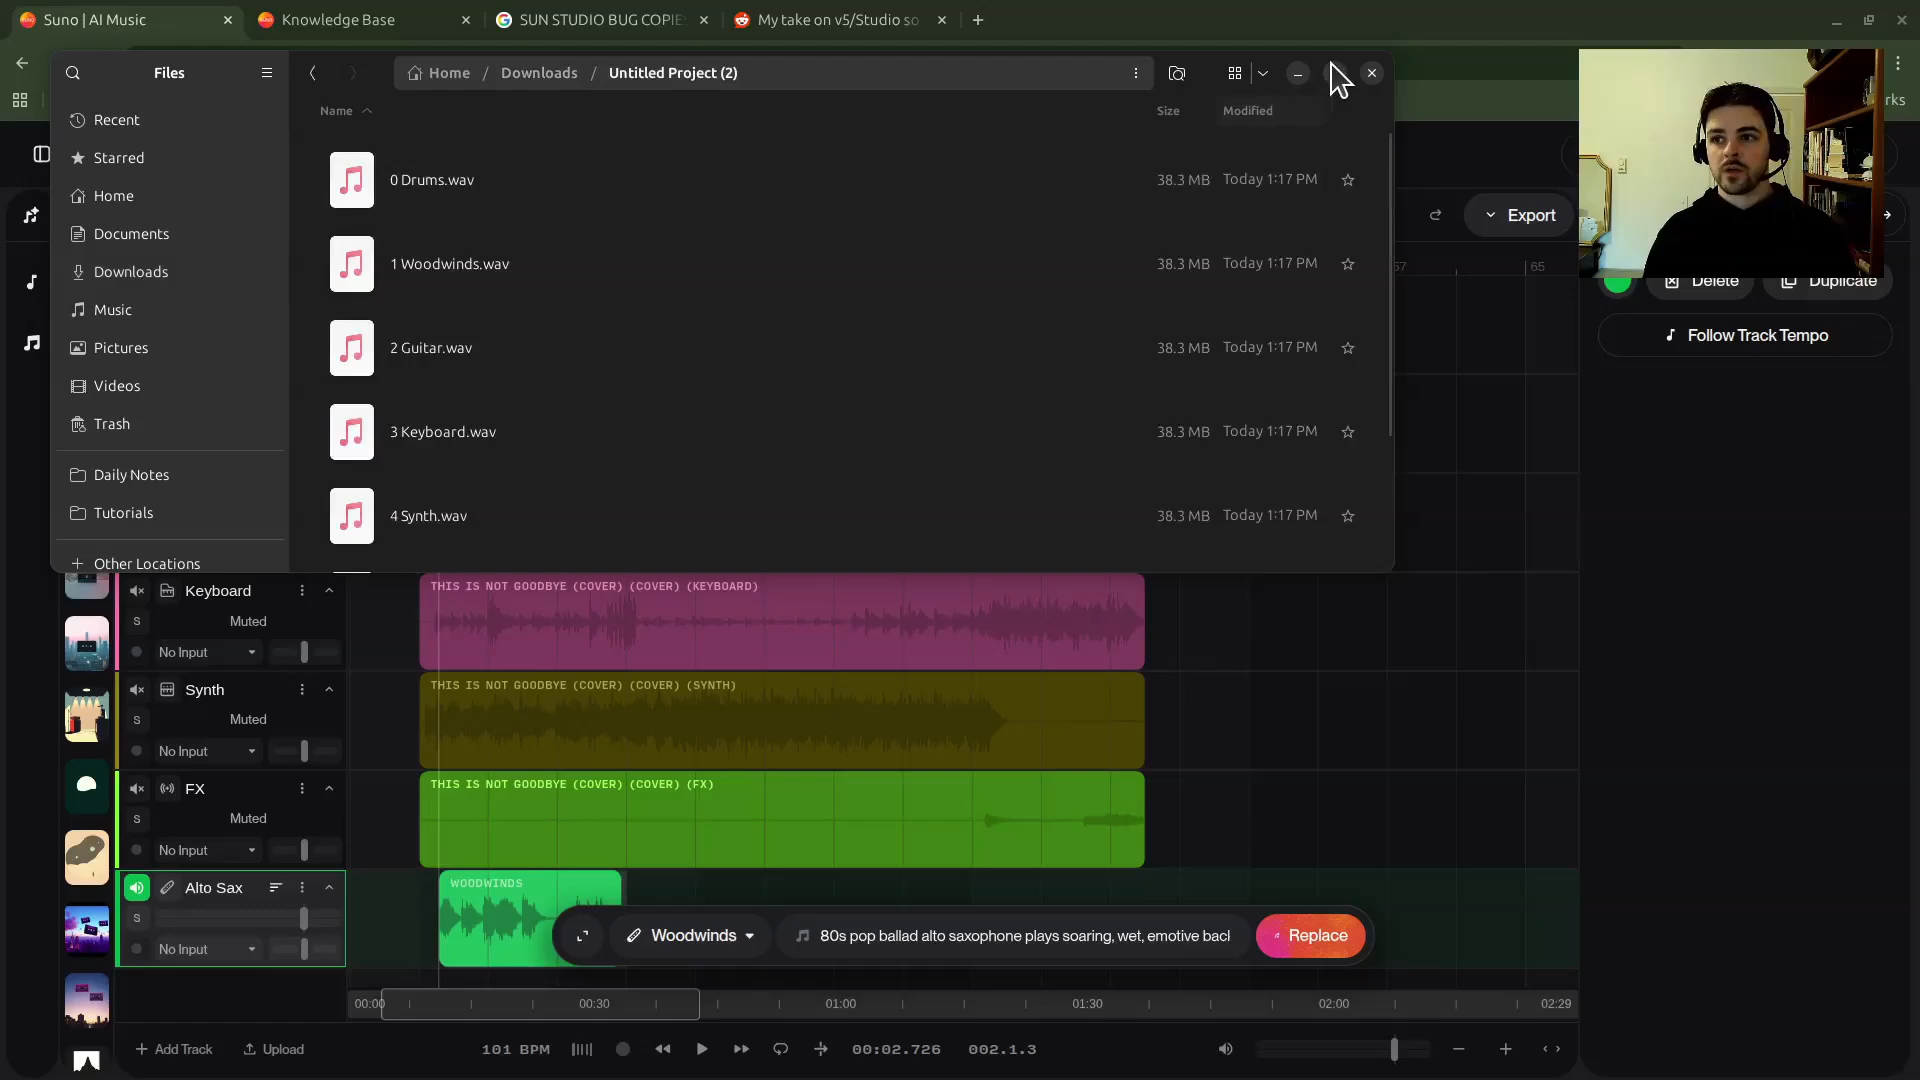 Suno | AI Music
Knowledge Base
SUN STUDIO BUG COPIE
My take on v5/Studio so
Files
Home / Downloads / Untitled Project (2)
Name
Size
Modified
Recent
Starred
Home
Documents
Downloads
Music
Pictures
Videos
Trash
Daily Notes
Tutorials
Other Locations
0 Drums.wav
38.3 MB
Today 1:17 PM
1 Woodwinds.wav
38.3 MB
Today 1:17 PM
2 Guitar.wav
38.3 MB
Today 1:17 PM
3 Keyboard.wav
38.3 MB
Today 1:17 PM
4 Synth.wav
38.3 MB
Today 1:17 PM
rks
Export
57
65
Delete
Duplicate
Follow Track Tempo
Keyboard
S
Muted
No Input
THIS IS NOT GOODBYE (COVER) (COVER) (KEYBOARD)
Synth
S
Muted
No Input
THIS IS NOT GOODBYE (COVER) (COVER) (SYNTH)
FX
S
Muted
No Input
THIS IS NOT GOODBYE (COVER) (COVER) (FX)
Alto Sax
S
No Input
WOODWINDS
Woodwinds
80s pop ballad alto saxophone plays soaring, wet, emotive bacl
Replace
00:00
00:30
01:00
01:30
02:00
02:29
Add Track
Upload
101 BPM
00:02.726
002.1.3